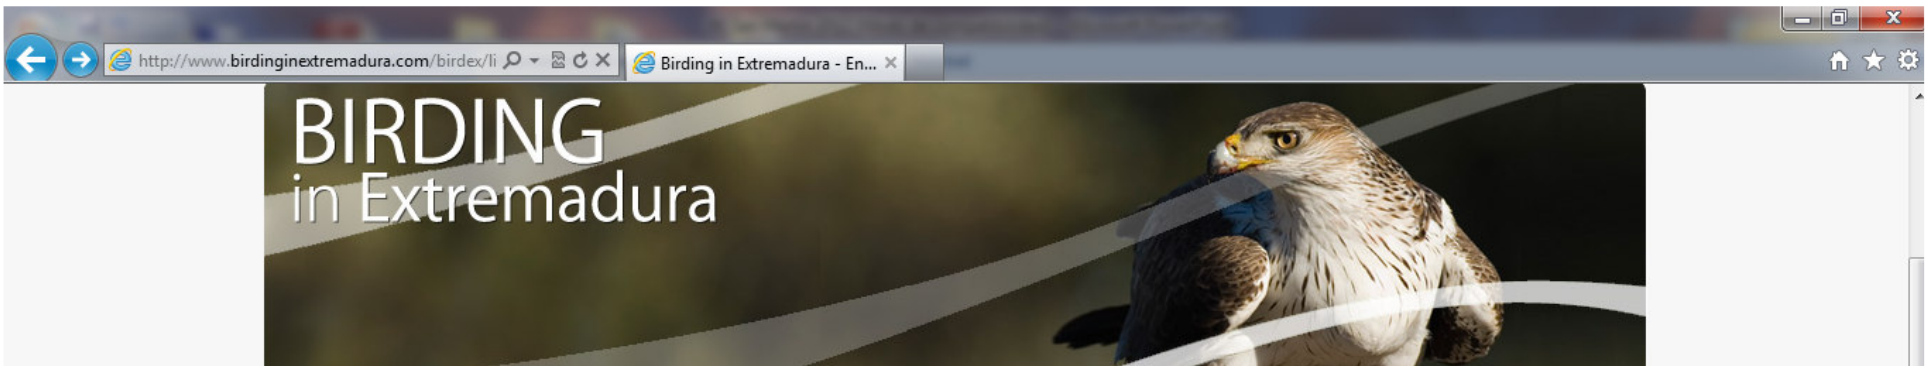 http://www.birdinginextremadura.com/birdex/li
Birding in Extremadura - En...
BIRDING
in Extremadura